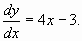 dy/dx = 4x − 3.